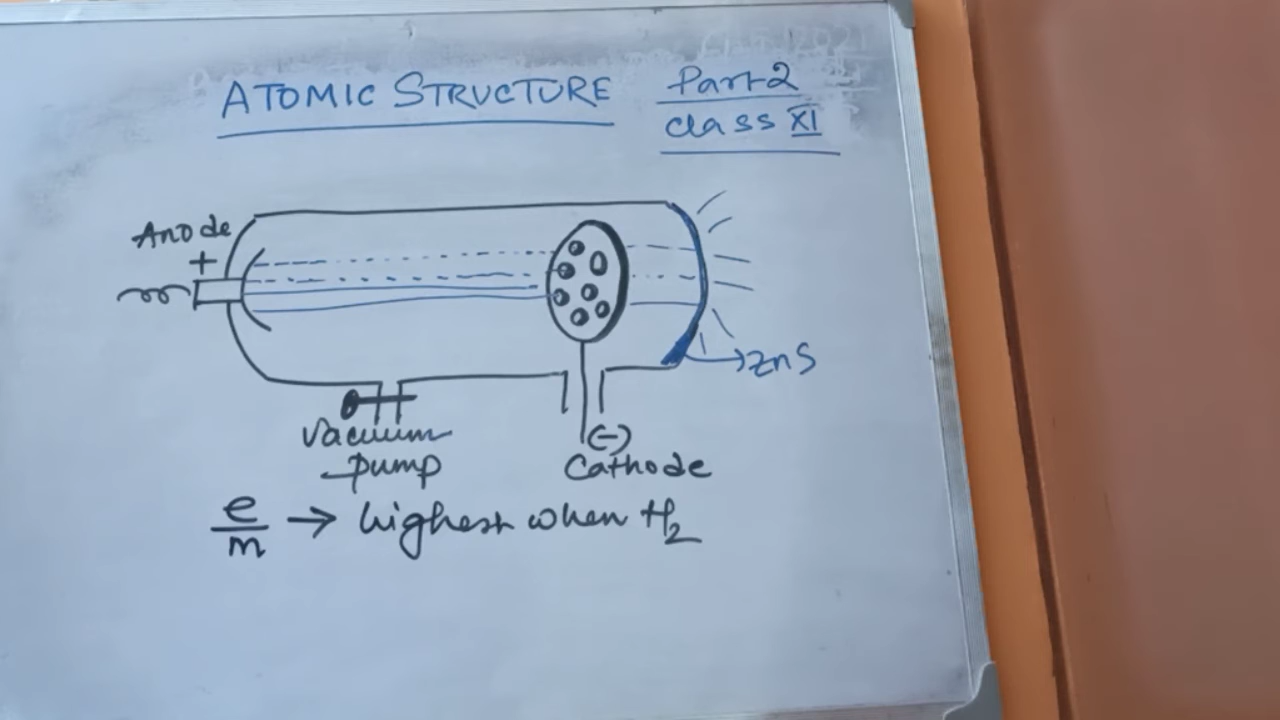 ATOMIC STRUCTURE Part-2
class XI
Anode
+
ZnS
Vacuum
pump
(-)
Cathode
e/m → highest when H₂